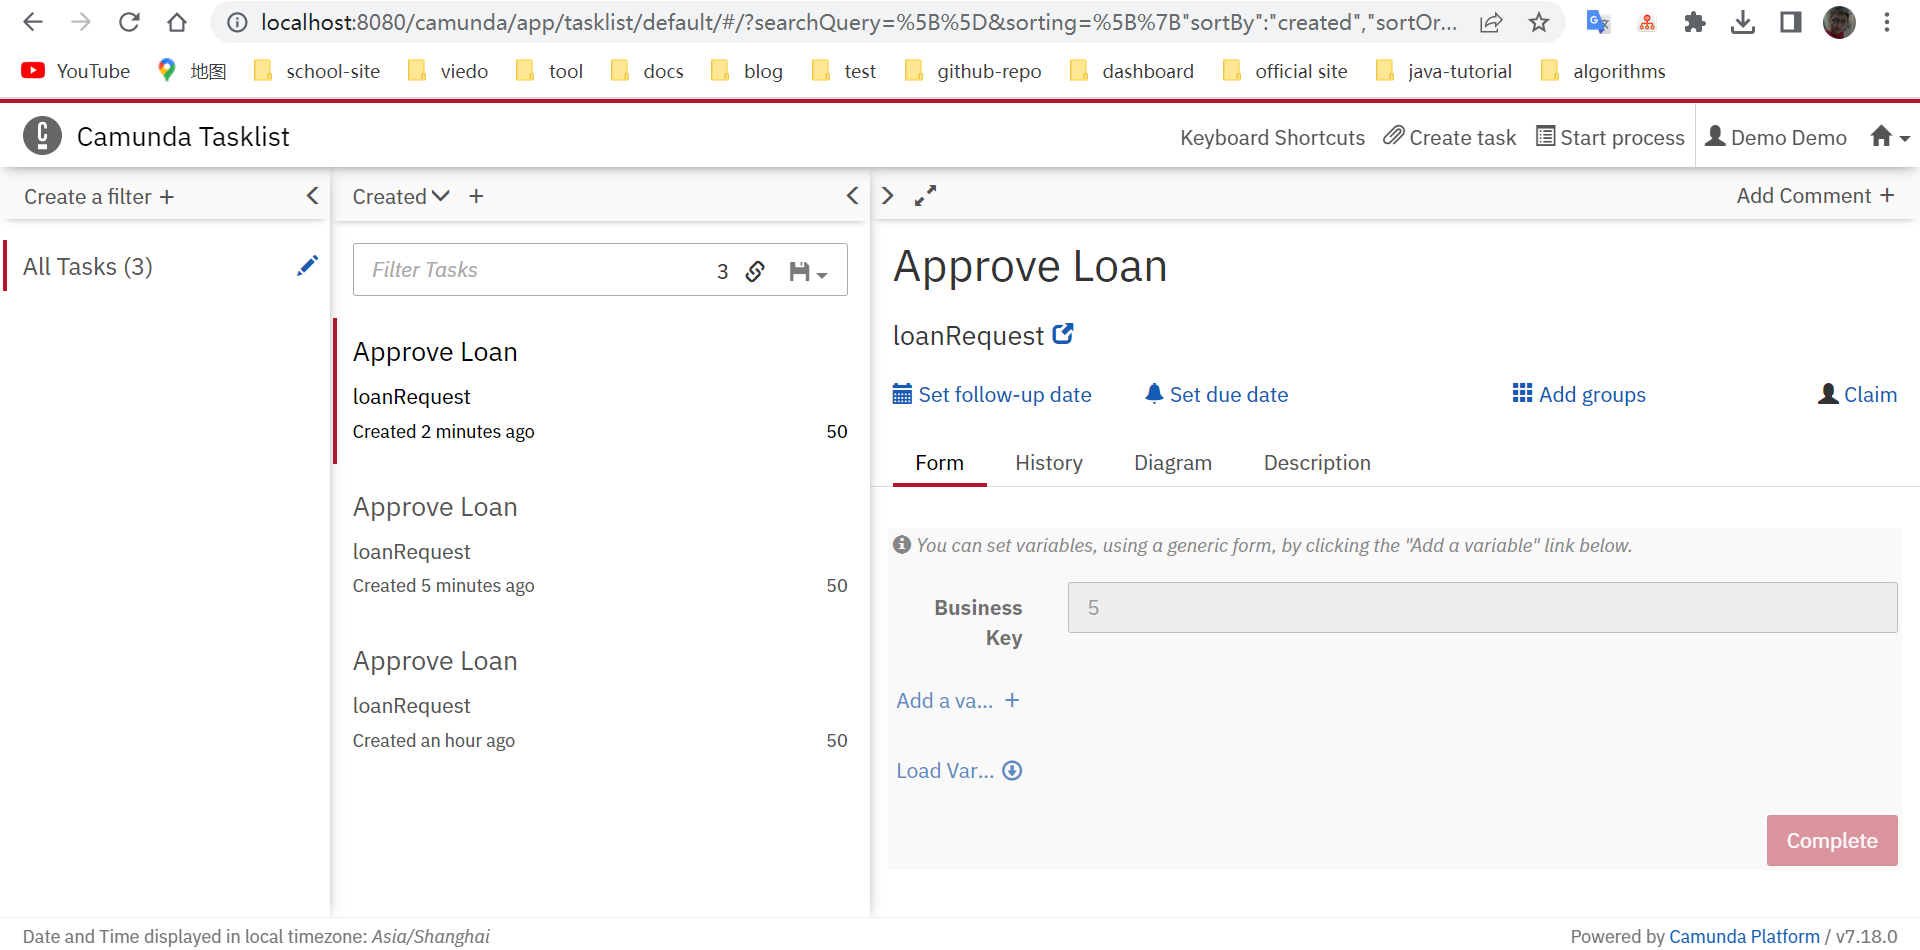 localhost:8080/camunda/app/tasklist/default/#/?searchQuery=%5B%5D&sorting=%5B%7B"sortBy":"created","sortOr...
YouTube 地图 school-site viedo tool docs blog test github-repo dashboard official site java-tutorial algorithms
Camunda Tasklist Keyboard Shortcuts Create task Start process Demo Demo
Create a filter +
All Tasks (3)
Created +
Filter Tasks 3
Approve Loan
loanRequest
Created 2 minutes ago 50
Approve Loan
loanRequest
Created 5 minutes ago 50
Approve Loan
loanRequest
Created an hour ago 50
Add Comment +
Approve Loan
loanRequest
Set follow-up date Set due date Add groups Claim
Form History Diagram Description
You can set variables, using a generic form, by clicking the "Add a variable" link below.
Business 5
Key
Add a va... +
Load Var...
Complete
Date and Time displayed in local timezone: Asia/Shanghai Powered by Camunda Platform / v7.18.0